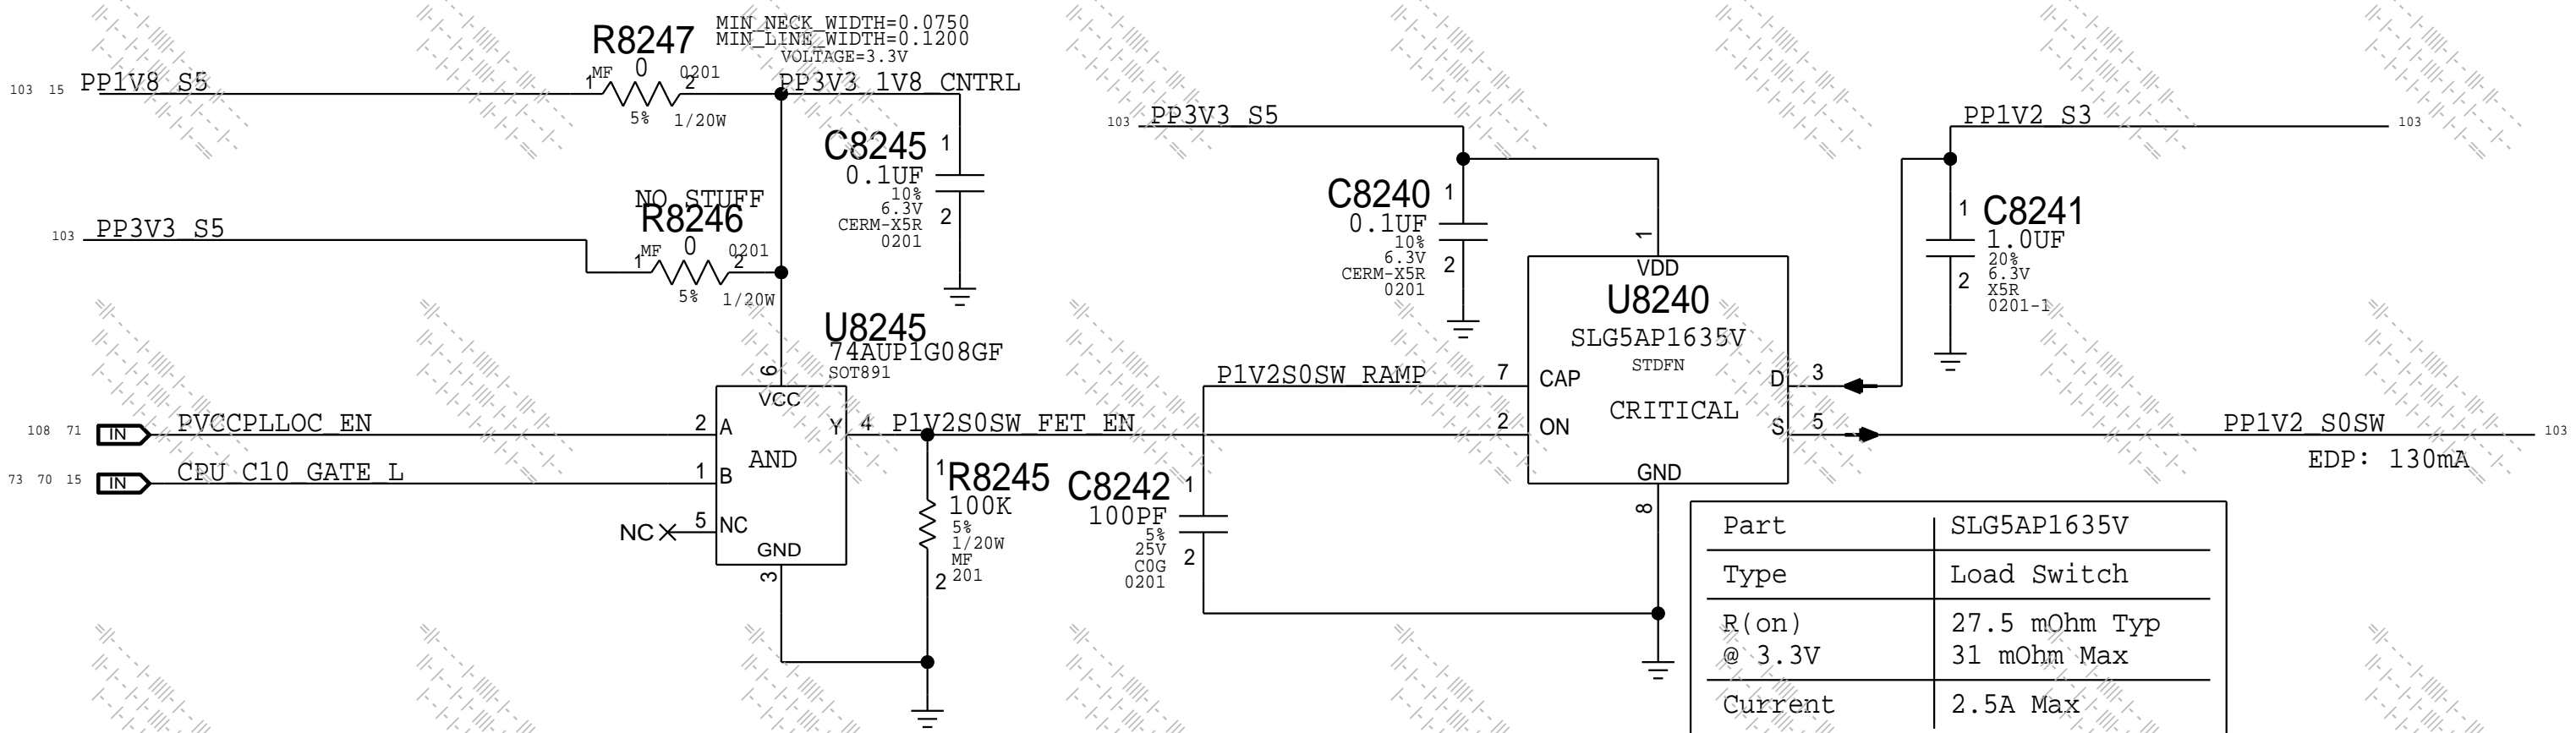 MIN_NECK_WIDTH=0.0750
MIN_LINE_WIDTH=0.1200
VOLTAGE=3.3V
R8247
MF 0 0201
1 2
5% 1/20W
103 15 PP1V8_S5
PP3V3_1V8_CNTRL
C8245 1
0.1UF
10%
6.3V 2
CERM-X5R
0201
NO STUFF
R8246
MF 0 0201
1 2
5% 1/20W
103 PP3V3_S5
U8245
74AUP1G08GF
SOT891
6
VCC
108 71 IN PVCCPLLOC_EN 2 A
Y 4 P1V2S0SW_FET_EN
AND
73 70 15 IN CPU_C10_GATE_L 1 B
NC 5 NC
GND
3
1 R8245
100K
5%
1/20W
MF
2 201
103 PP3V3_S5
C8240 1
0.1UF
10%
6.3V 2
CERM-X5R
0201
PP1V2_S3 103
1 C8241
1.0UF
20%
2 6.3V
X5R
0201-1
1
VDD
U8240
SLG5AP1635V
STDFN
P1V2S0SW_RAMP 7 CAP
D 3
CRITICAL
2 ON
S 5
PP1V2_S0SW 103
EDP: 130mA
GND
8
C8242 1
100PF
5%
25V 2
C0G
0201
Part SLG5AP1635V
Type Load Switch
R(on) 27.5 mOhm Typ
@ 3.3V 31 mOhm Max
Current 2.5A Max